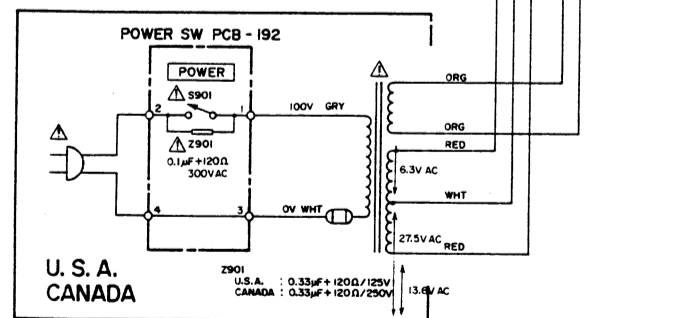 POWER SW PCB - 192
POWER
S901
2
1
100V GRY
Z901
0.1µF+120Ω
300VAC
4
3
0V WHT
ORG
ORG
RED
6.3V AC
WHT
27.5V AC
RED
U. S. A.
CANADA
Z901
U.S.A. : 0.33µF+120Ω/125V
CANADA : 0.33µF+120Ω/250V
13.6V AC